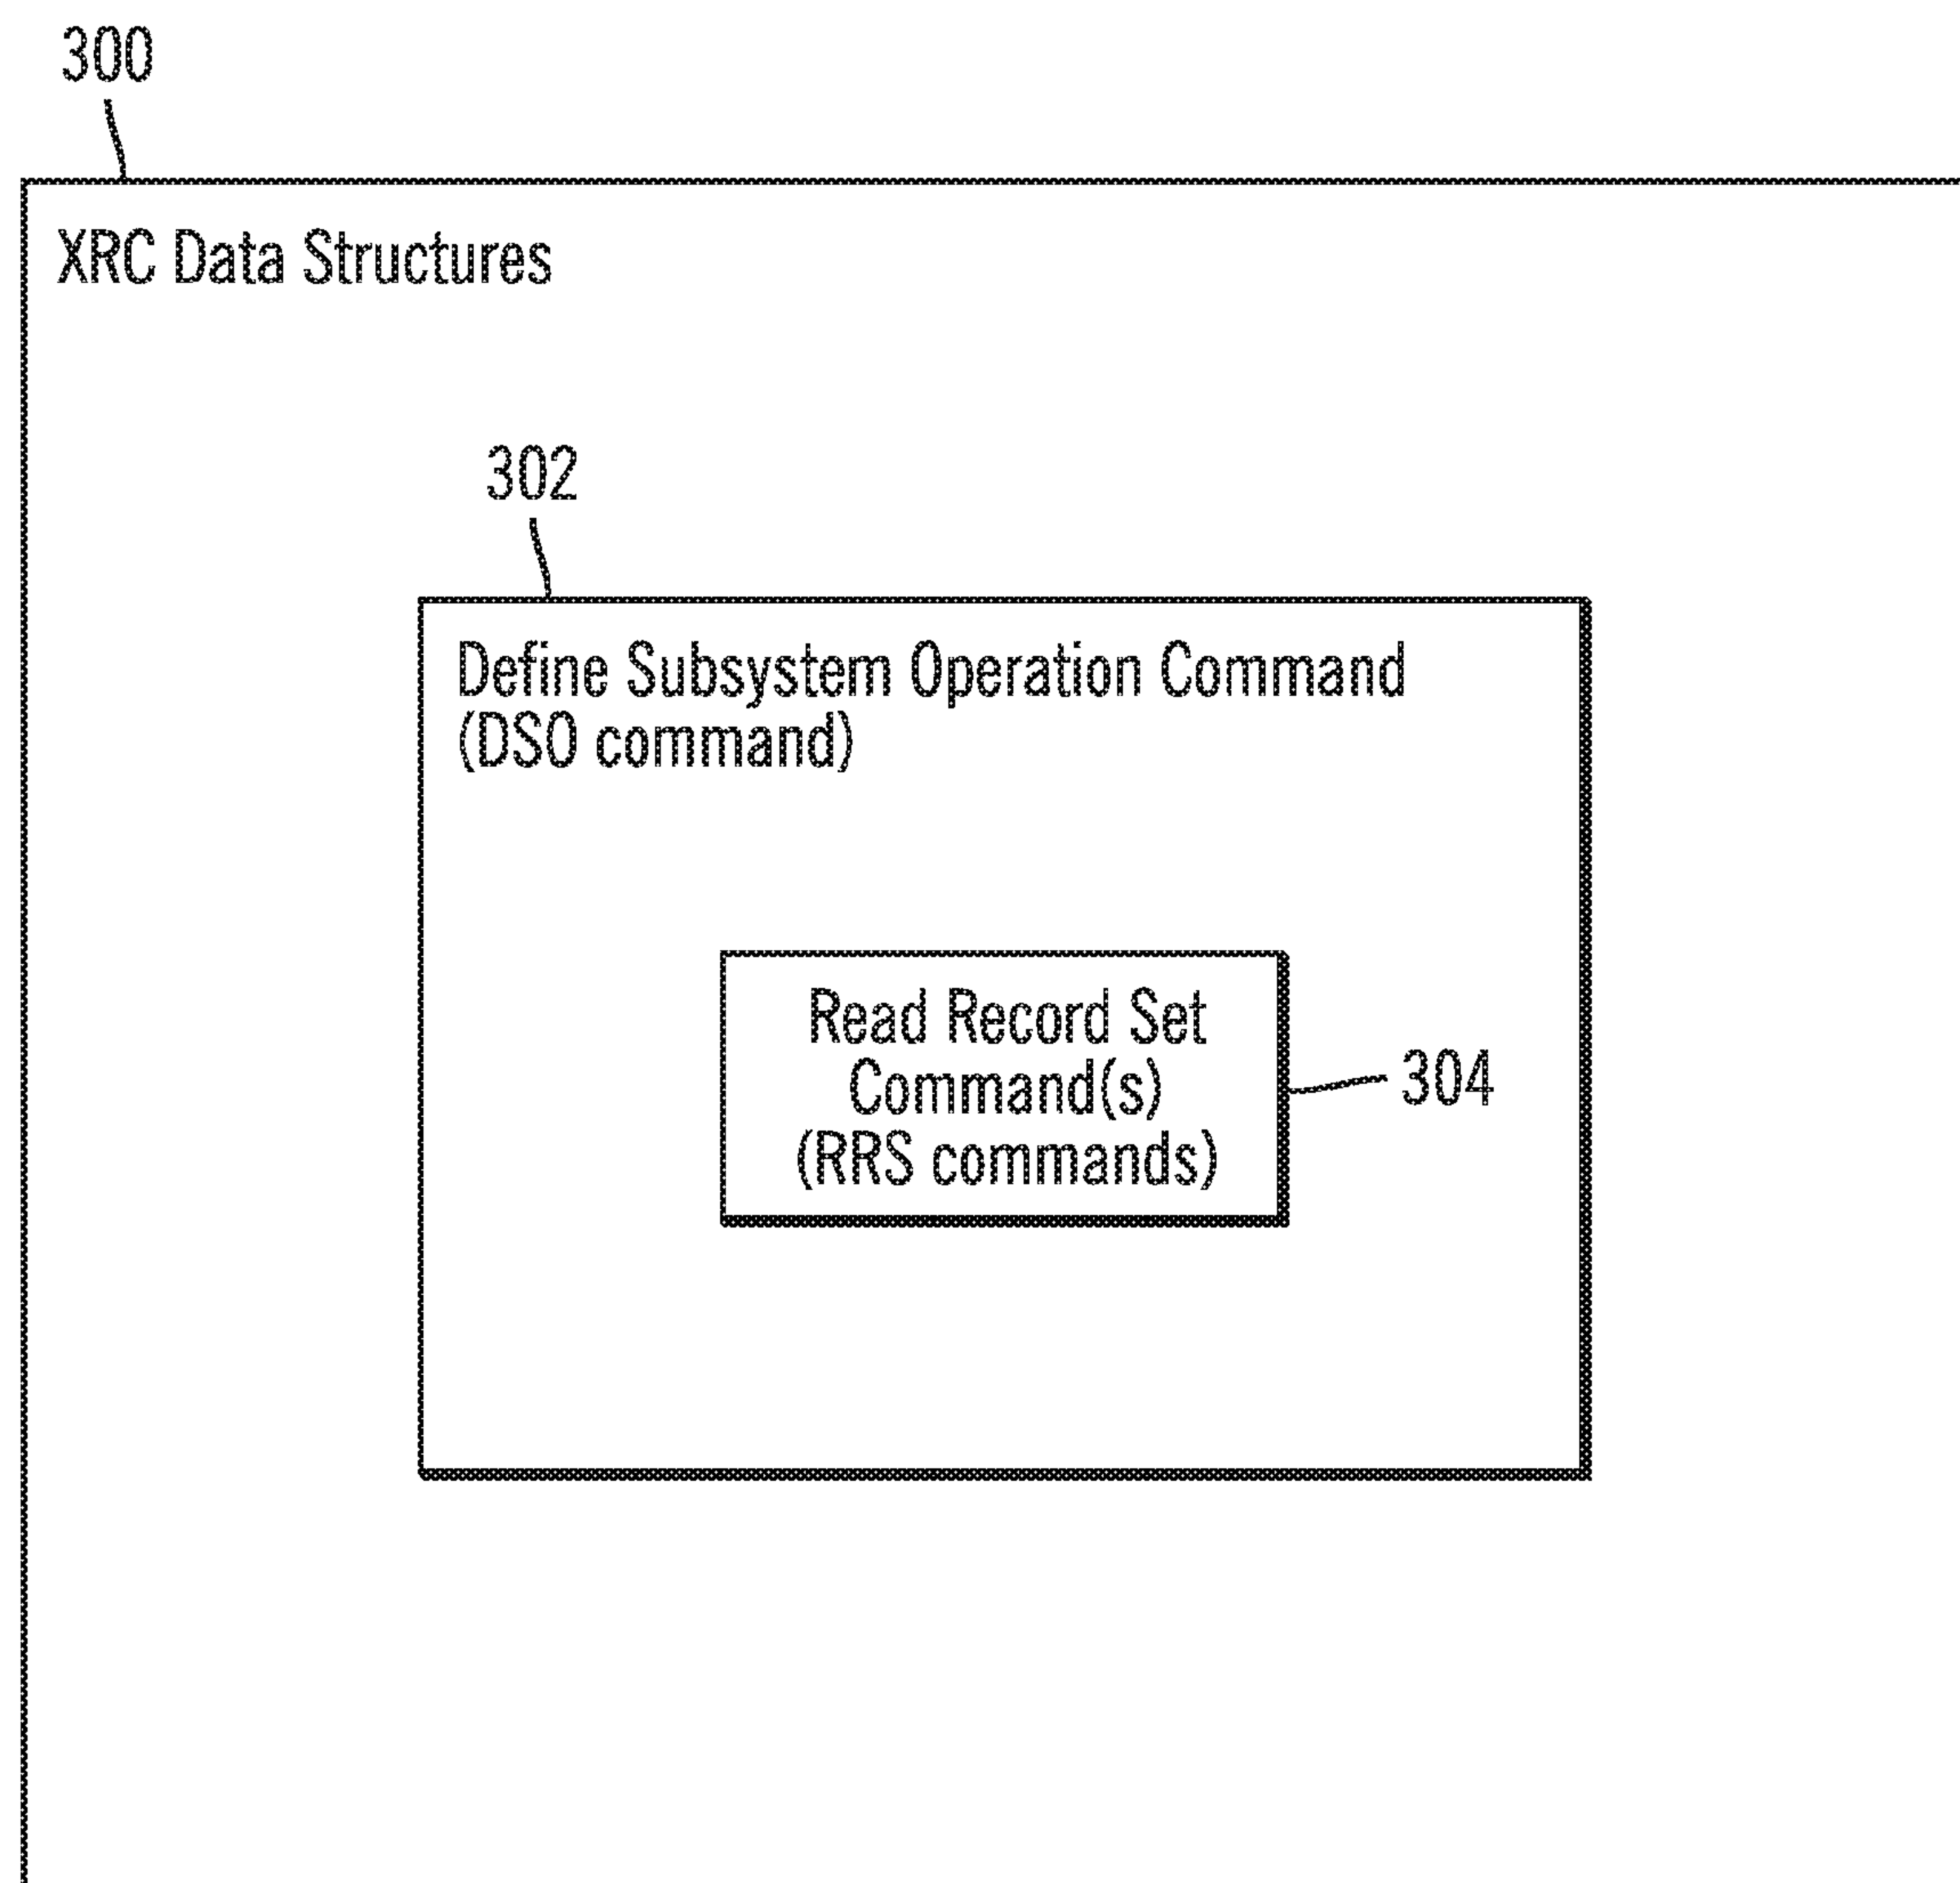 300
XRC Data Structures
302
Define Subsystem Operation Command
(DSO command)
Read Record Set
Command(s)
(RRS commands)
304